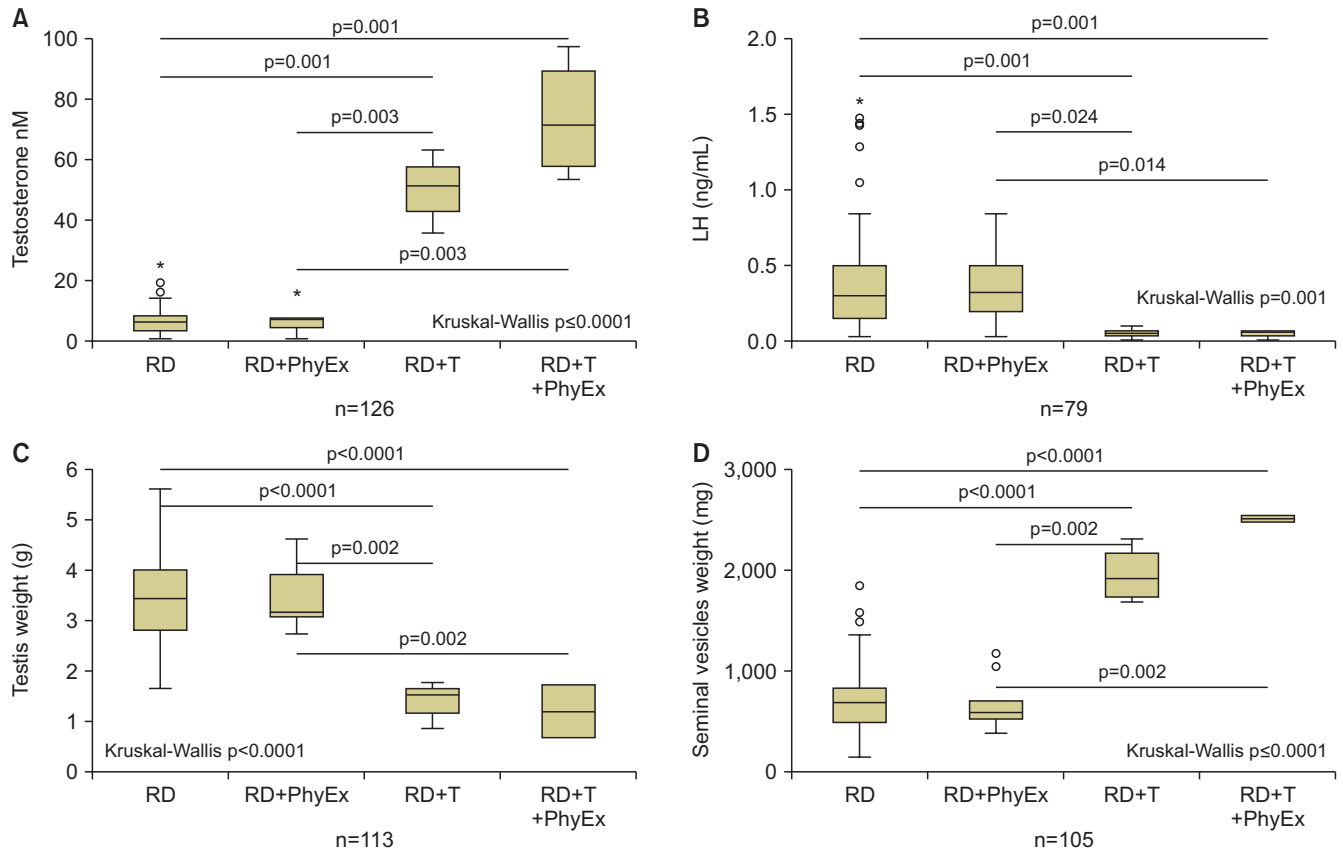 A
Testosterone nM
100
80
60
40
20
0
p=0.001
p=0.001
p=0.003
p=0.003
*
*
Kruskal-Wallis p≤0.0001
RD
RD+PhyEx
RD+T
RD+T
+PhyEx
n=126
B
LH (ng/mL)
2.0
1.5
1.0
0.5
0.0
p=0.001
p=0.001
p=0.024
p=0.014
*
Kruskal-Wallis p=0.001
RD
RD+PhyEx
RD+T
RD+T
+PhyEx
n=79
C
Testis weight (g)
6
5
4
3
2
1
0
p<0.0001
p<0.0001
p=0.002
p=0.002
Kruskal-Wallis p<0.0001
RD
RD+PhyEx
RD+T
RD+T
+PhyEx
n=113
D
Seminal vesicles weight (mg)
3,000
2,000
1,000
0
p<0.0001
p<0.0001
p=0.002
p=0.002
Kruskal-Wallis p≤0.0001
RD
RD+PhyEx
RD+T
RD+T
+PhyEx
n=105